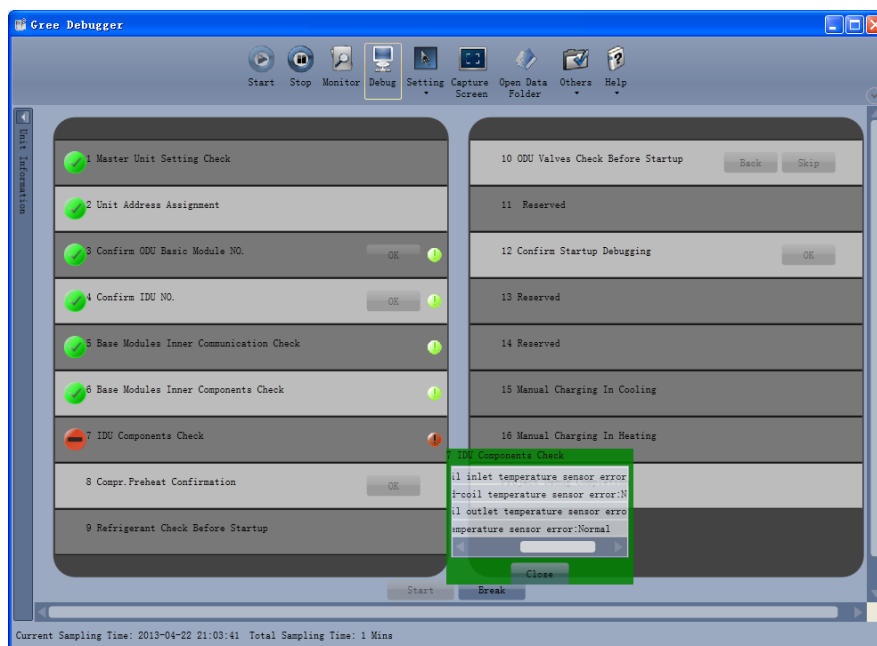 Gree Debugger
Start Stop Monitor Debug Setting Capture Screen Open Data Folder Others Help
Unit Information
1 Master Unit Setting Check
2 Unit Address Assignment
3 Confirm ODU Basic Module NO. OK
4 Confirm IDU NO. OK
5 Base Modules Inner Communication Check
6 Base Modules Inner Components Check
7 IDU Components Check
8 Compr.Preheat Confirmation OK
9 Refrigerant Check Before Startup
10 ODU Valves Check Before Startup Back Skip
11 Reserved
12 Confirm Startup Debugging OK
13 Reserved
14 Reserved
15 Manual Charging In Cooling
16 Manual Charging In Heating
7 IDU Components Check
il inlet temperature sensor error
d-coil temperature sensor error:N
il outlet temperature sensor erro
emperature sensor error:Normal
Close
Start Break
Current Sampling Time: 2013-04-22 21:03:41 Total Sampling Time: 1 Mins